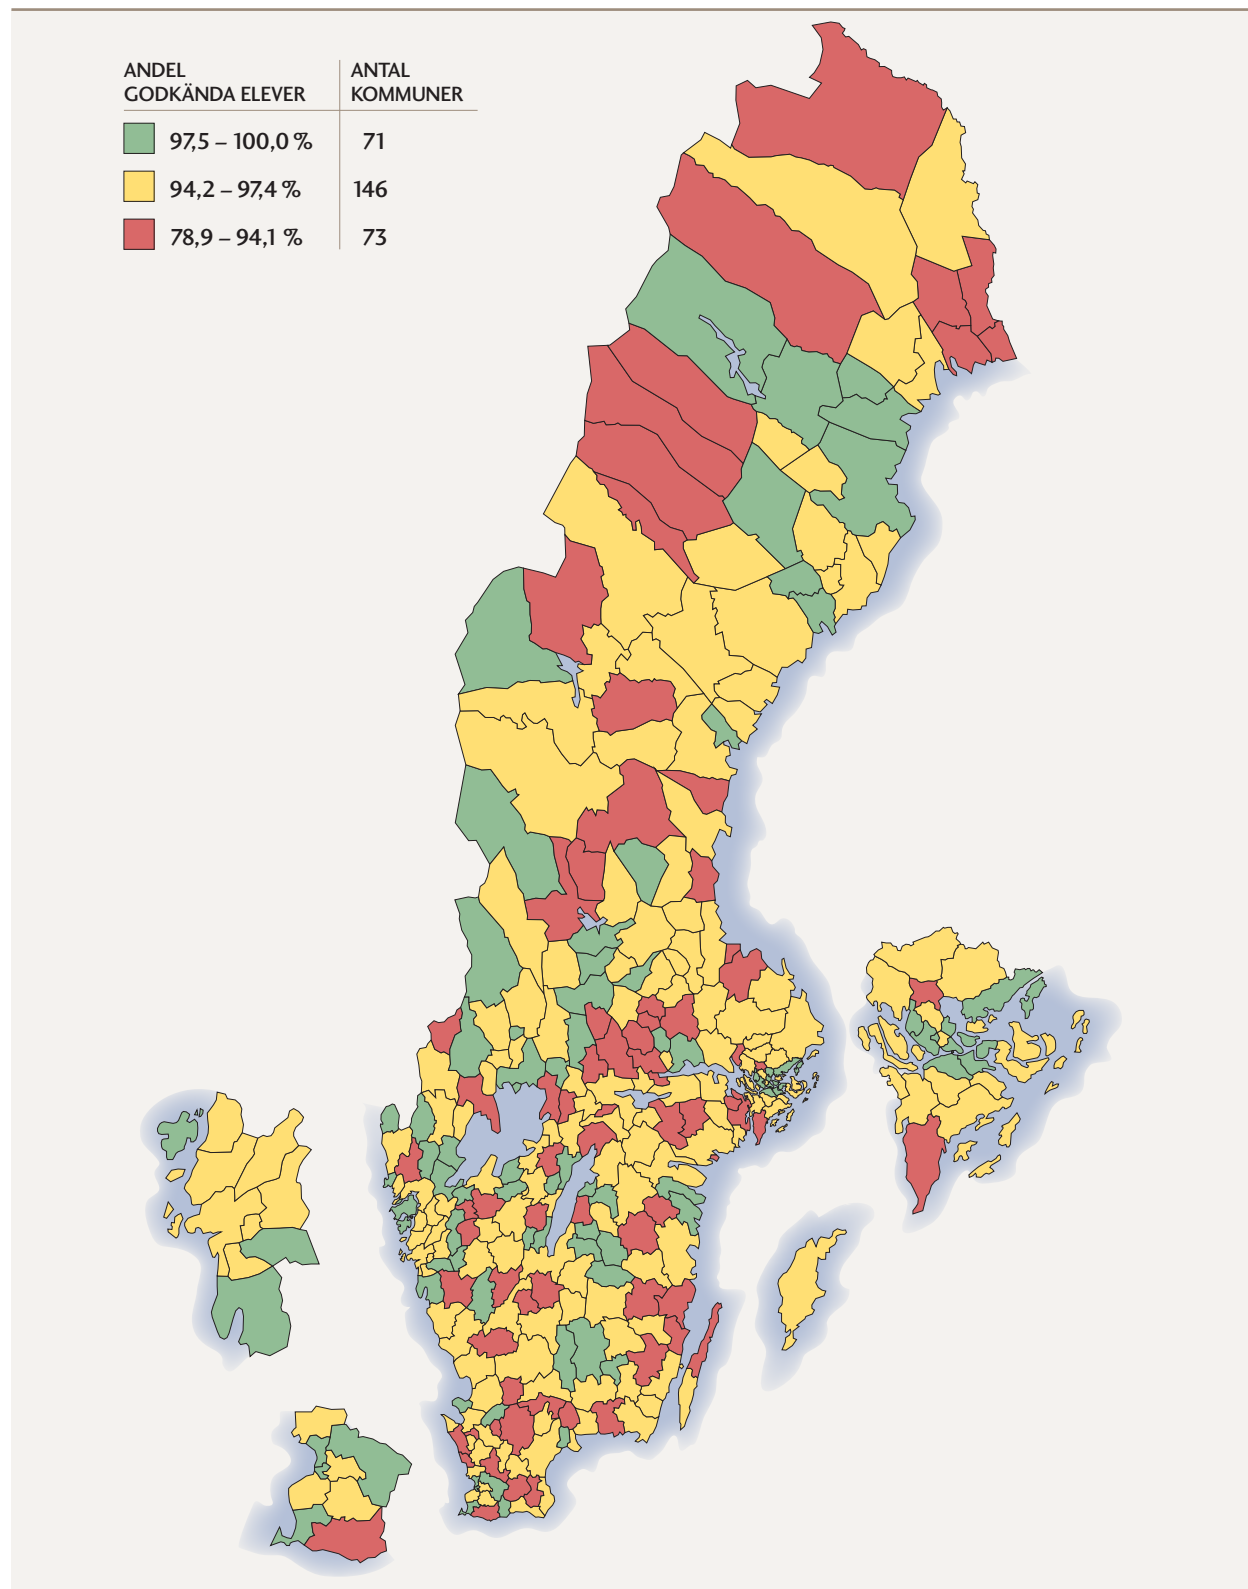 ANDEL
GODKÄNDA ELEVER
ANTAL
KOMMUNER
97,5 – 100,0 % 71
94,2 – 97,4 % 146
78,9 – 94,1 % 73